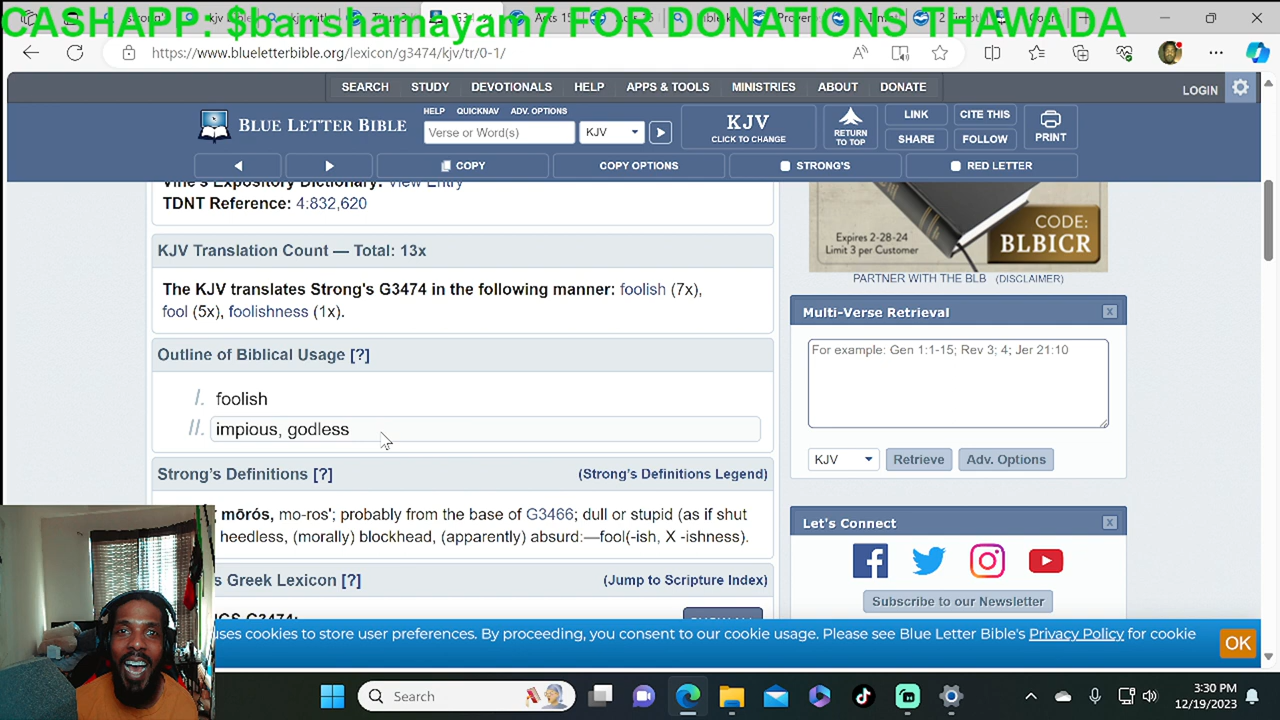 CASHAPP: $banshamayam7 FOR DONATIONS THAWADA
https://www.blueletterbible.org/lexicon/g3474/kjv/tr/0-1/
SEARCH STUDY DEVOTIONALS HELP APPS & TOOLS MINISTRIES ABOUT DONATE
LOGIN
BLUE LETTER BIBLE
HELP QUICKNAV ADV. OPTIONS
Verse or Word(s) KJV
KJV
CLICK TO CHANGE
RETURN
TO TOP
LINK CITE THIS
SHARE FOLLOW
PRINT
COPY COPY OPTIONS STRONG'S RED LETTER
Vine's Expository Dictionary: View Entry
TDNT Reference: 4:832,620
KJV Translation Count — Total: 13x
The KJV translates Strong's G3474 in the following manner: foolish (7x),
fool (5x), foolishness (1x).
Outline of Biblical Usage [?]
I. foolish
II. impious, godless
Strong's Definitions [?] (Strong's Definitions Legend)
mōrós, mo-ros'; probably from the base of G3466; dull or stupid (as if shut
heedless, (morally) blockhead, (apparently) absurd:—fool(-ish, X -ishness).
s Greek Lexicon [?] (Jump to Scripture Index)
CODE:
BLBICR
Expires 2-28-24
Limit 3 per Customer
PARTNER WITH THE BLB (DISCLAIMER)
Multi-Verse Retrieval
For example: Gen 1:1-15; Rev 3; 4; Jer 21:10
KJV Retrieve Adv. Options
Let's Connect
Subscribe to our Newsletter
uses cookies to store user preferences. By proceeding, you consent to our cookie usage. Please see Blue Letter Bible's Privacy Policy for cookie
OK
Search
3:30 PM
12/19/2023